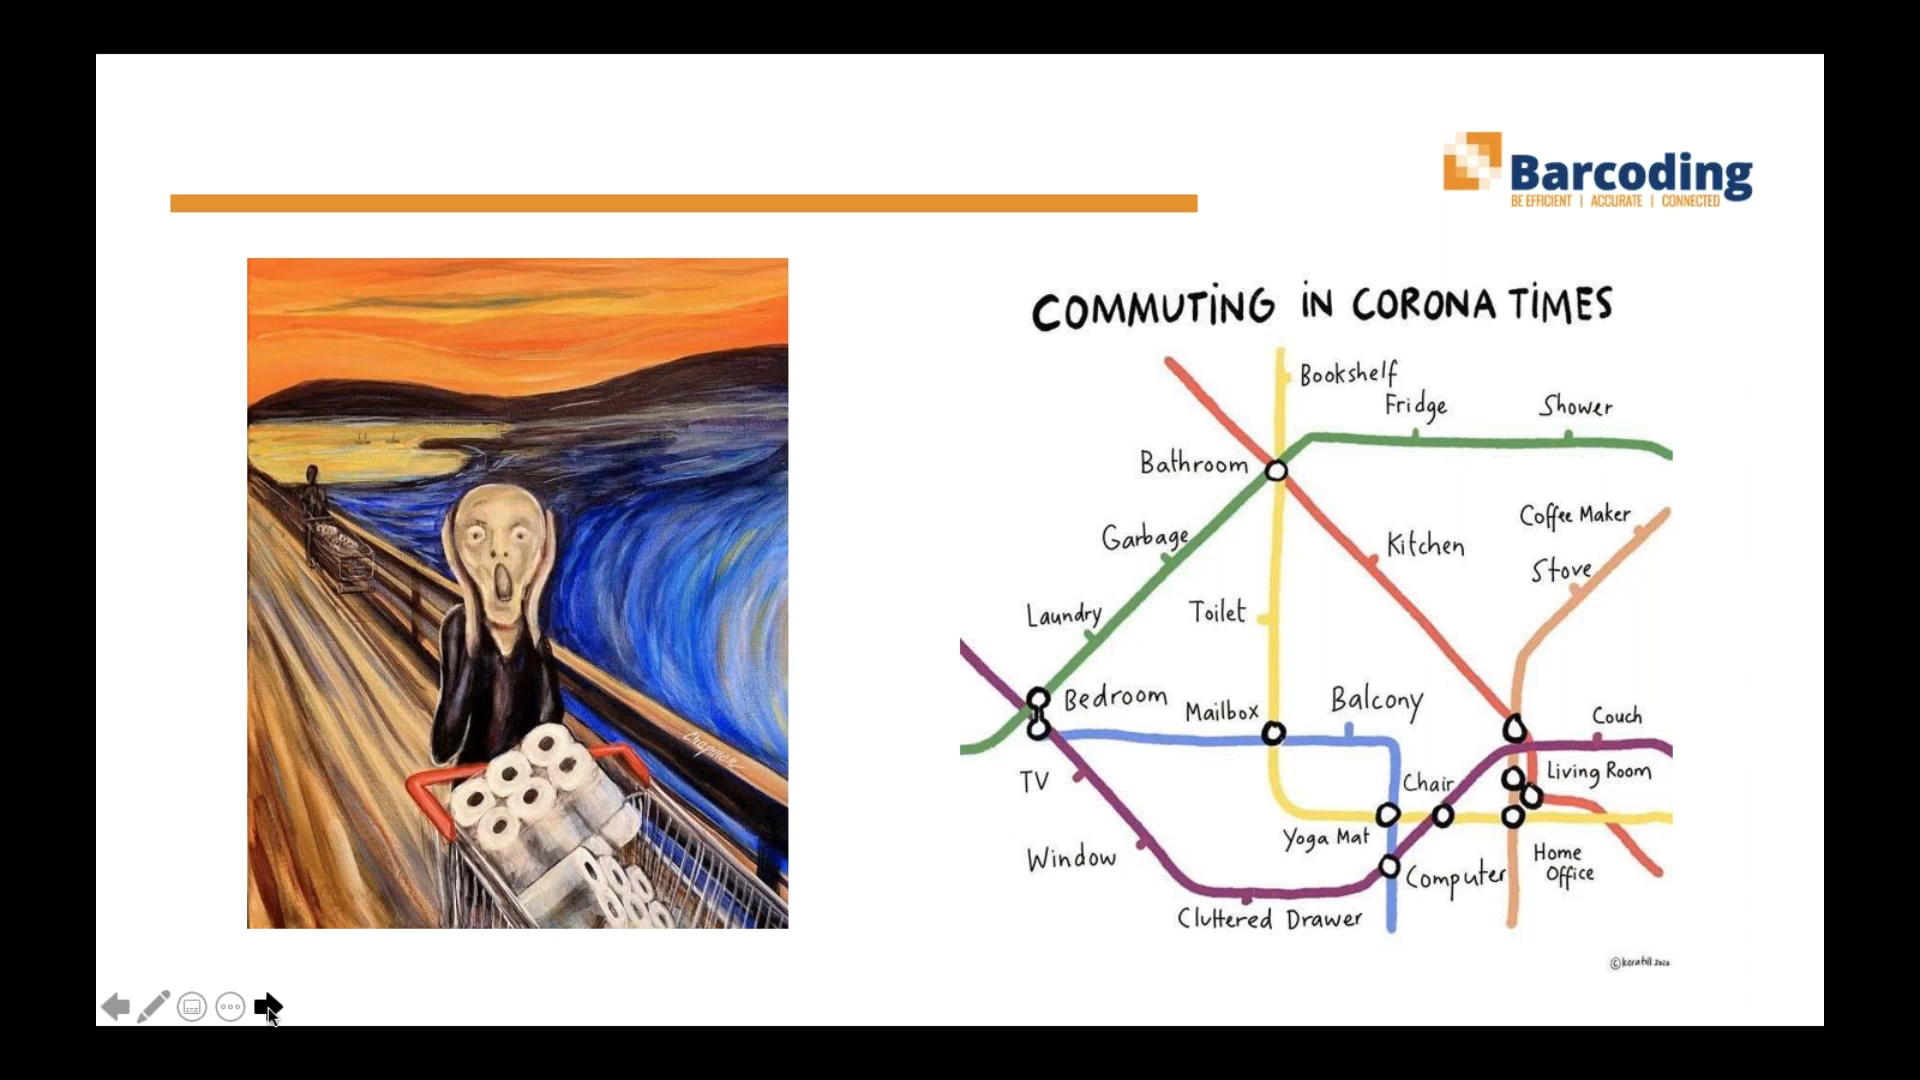 Barcoding
BE EFFICIENT | ACCURATE | CONNECTED
COMMUTING IN CORONA TIMES
Bookshelf
Fridge
Shower
Bathroom
Coffee Maker
Garbage
Kitchen
Stove
Laundry
Toilet
Bedroom
Mailbox
Balcony
Couch
TV
Chair
Living Room
Yoga Mat
Window
Home
Office
Computer
Cluttered Drawer
Chapman